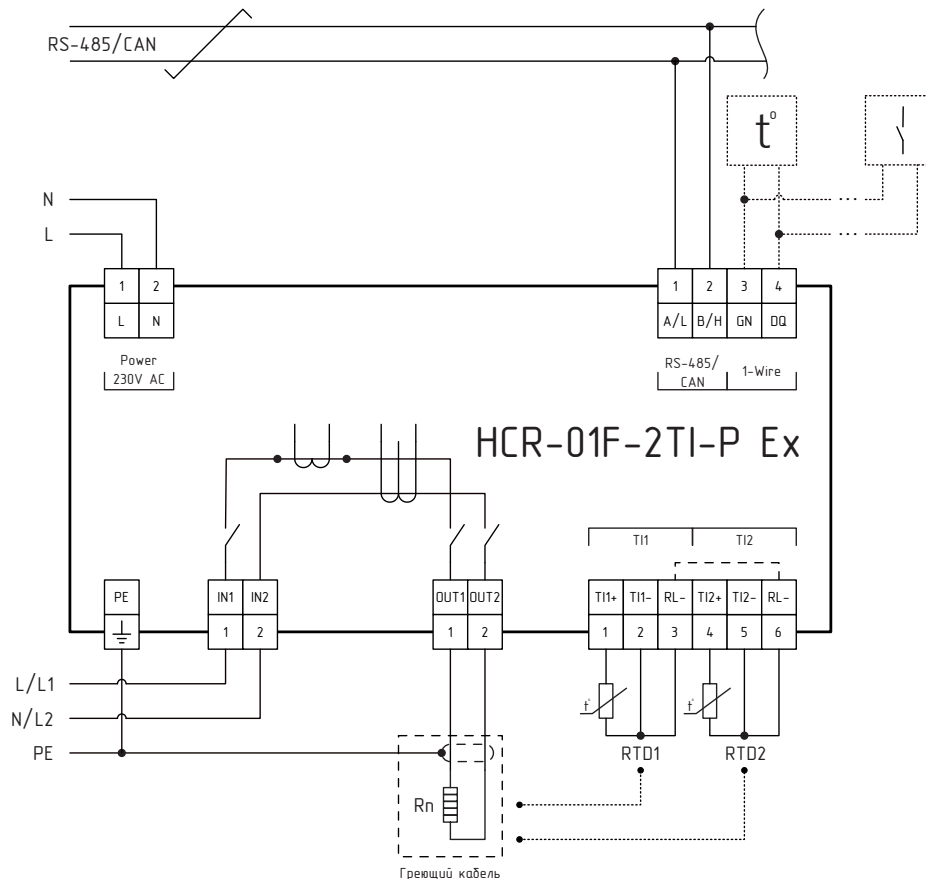 RS-485/CAN
t°
N
L
1 2
L N
Power
230V AC
1 2 3 4
A/L B/H GN DQ
RS-485/
CAN
1-Wire
HCR-01F-2TI-P Ex
TI1 TI2
PE
IN1 IN2
1 2
OUT1 OUT2
1 2
TI1+ TI1- RL- TI2+ TI2- RL-
1 2 3 4 5 6
L/L1
N/L2
PE
t° t°
RTD1 RTD2
Rn
Греющий кабель